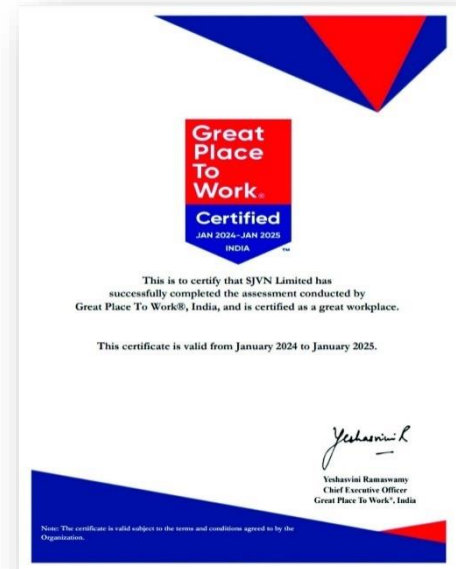 Great
Place
To
Work®
Certified
JAN 2024–JAN 2025
INDIA
™
This is to certify that SJVN Limited has
successfully completed the assessment conducted by
Great Place To Work®, India, and is certified as a great workplace.
This certificate is valid from January 2024 to January 2025.
Yeshasvini R
Yeshasvini Ramaswamy
Chief Executive Officer
Great Place To Work®, India
Note: The certificate is valid subject to the terms and conditions agreed to by the
Organization.